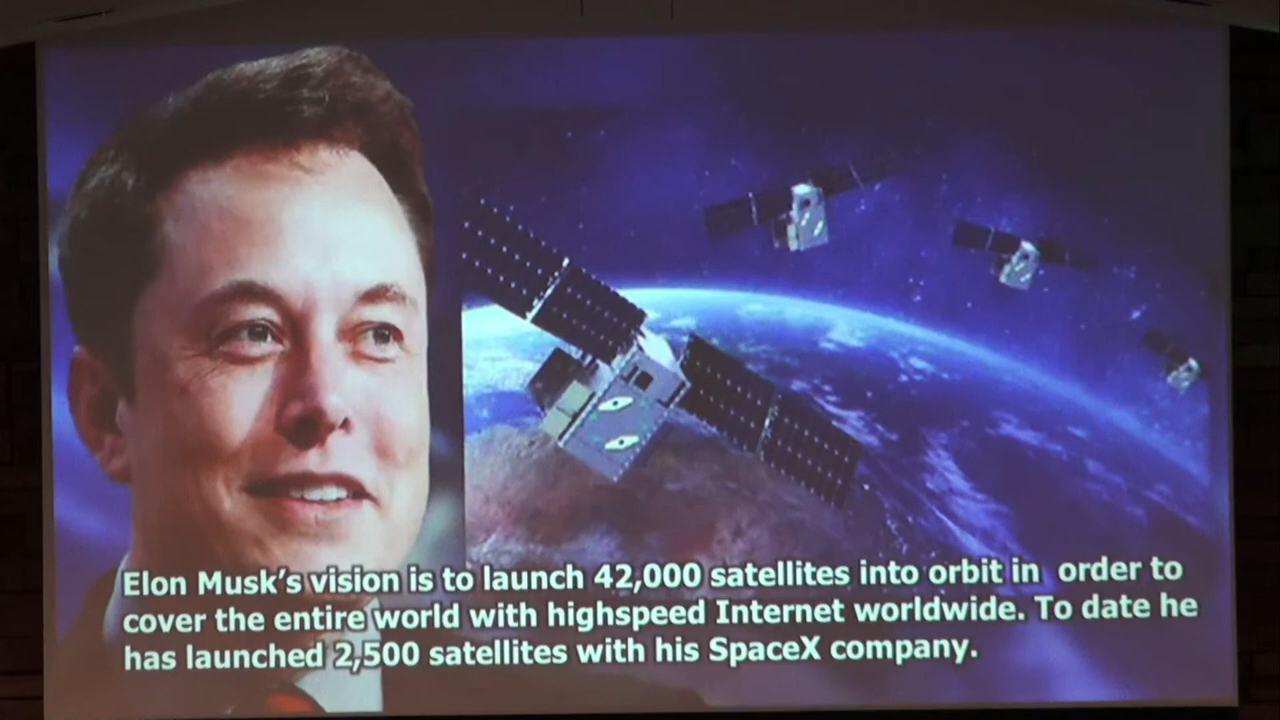 Elon Musk's vision is to launch 42,000 satellites into orbit in  order to
cover the entire world with highspeed Internet worldwide. To date he
has launched 2,500 satellites with his SpaceX company.